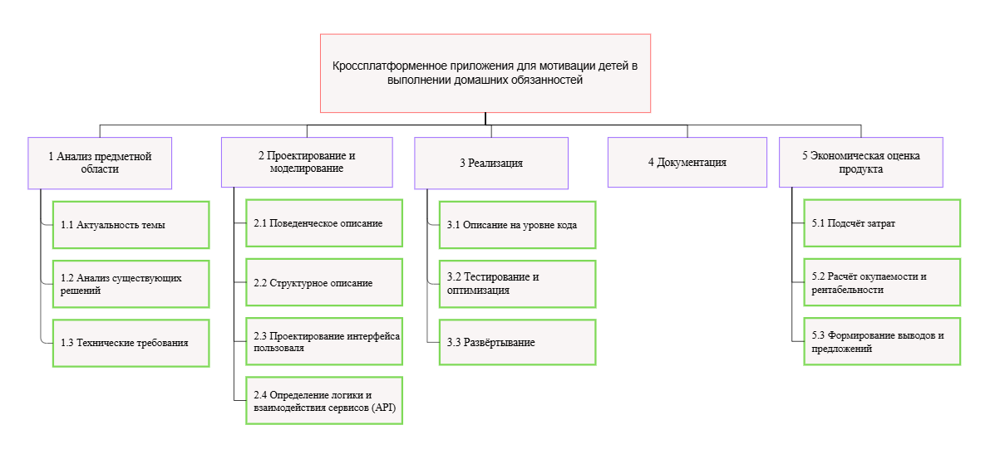 Кроссплатформенное приложения для мотивации детей в
выполнении домашних обязанностей
1 Анализ предметной
области
1.1 Актуальность темы
1.2 Анализ существующих
решений
1.3 Технические требования
2 Проектирование и
моделирование
2.1 Поведенческое описание
2.2 Структурное описание
2.3 Проектирование интерфейса
пользоваля
2.4 Определение логики и
взаимодействия сервисов (API)
3 Реализация
3.1 Описание на уровне кода
3.2 Тестирование и
оптимизация
3.3 Развёртывание
4 Документация
5 Экономическая оценка
продукта
5.1 Подсчёт затрат
5.2 Расчёт окупаемости и
рентабельности
5.3 Формирование выводов и
предложений